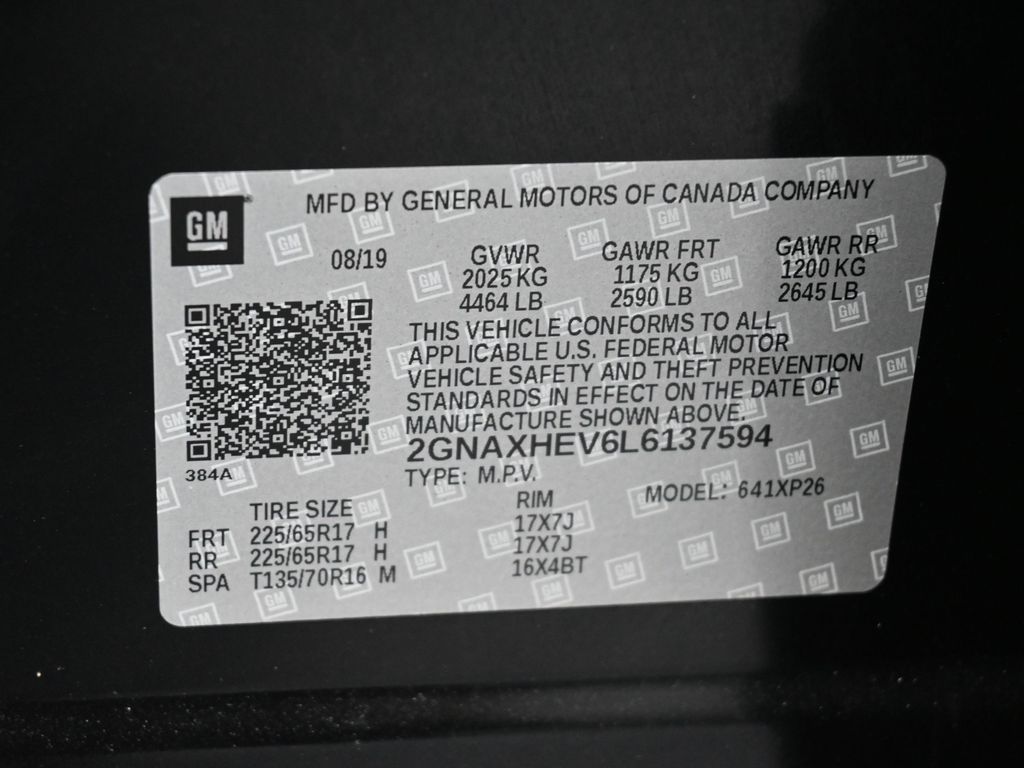 GM
MFD BY GENERAL MOTORS OF CANADA COMPANY
08/19 GVWR GAWR FRT GAWR RR
2025 KG 1175 KG 1200 KG
4464 LB 2590 LB 2645 LB
THIS VEHICLE CONFORMS TO ALL
APPLICABLE U.S. FEDERAL MOTOR
VEHICLE SAFETY AND THEFT PREVENTION
STANDARDS IN EFFECT ON THE DATE OF
MANUFACTURE SHOWN ABOVE.
2GNAXHEV6L6137594
384A
TYPE: M.P.V. MODEL: 641XP26
TIRE SIZE RIM
FRT 225/65R17 H 17X7J
RR 225/65R17 H 17X7J
SPA T135/70R16 M 16X4BT